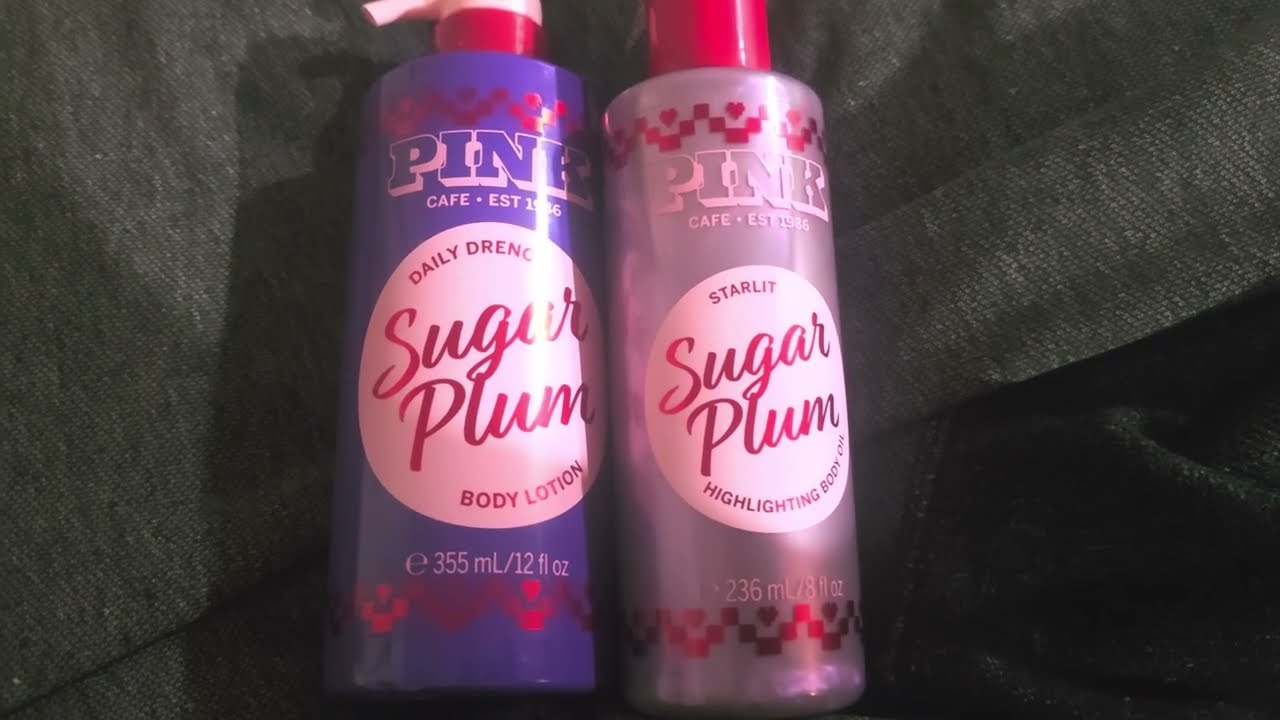 PINK
CAFE • EST 1986
DAILY DRENC
Sugar
Plum
BODY LOTION
℮ 355 mL/12 fl oz
PINK
CAFE • EST 1986
STARLIT
Sugar
Plum
HIGHLIGHTING BODY OIL
236 mL/8 fl oz